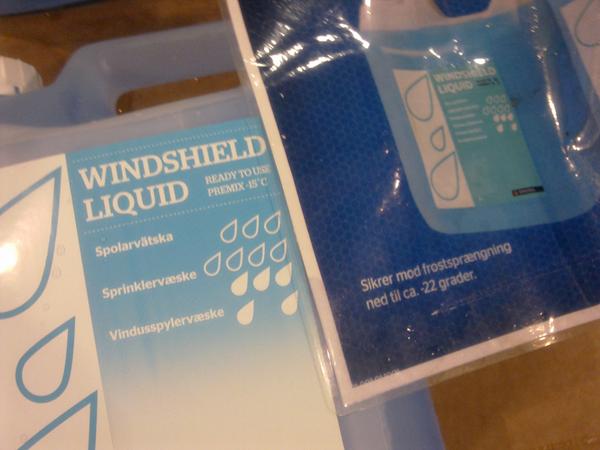 WINDSHIELD
LIQUID
READY TO USE
PREMIX -15°C
Spolarvätska
Sprinklervæske
Vindusspylervæske
WINDSHIELD
LIQUID
Sikrer mod frostsprængning
ned til ca. -22 grader.